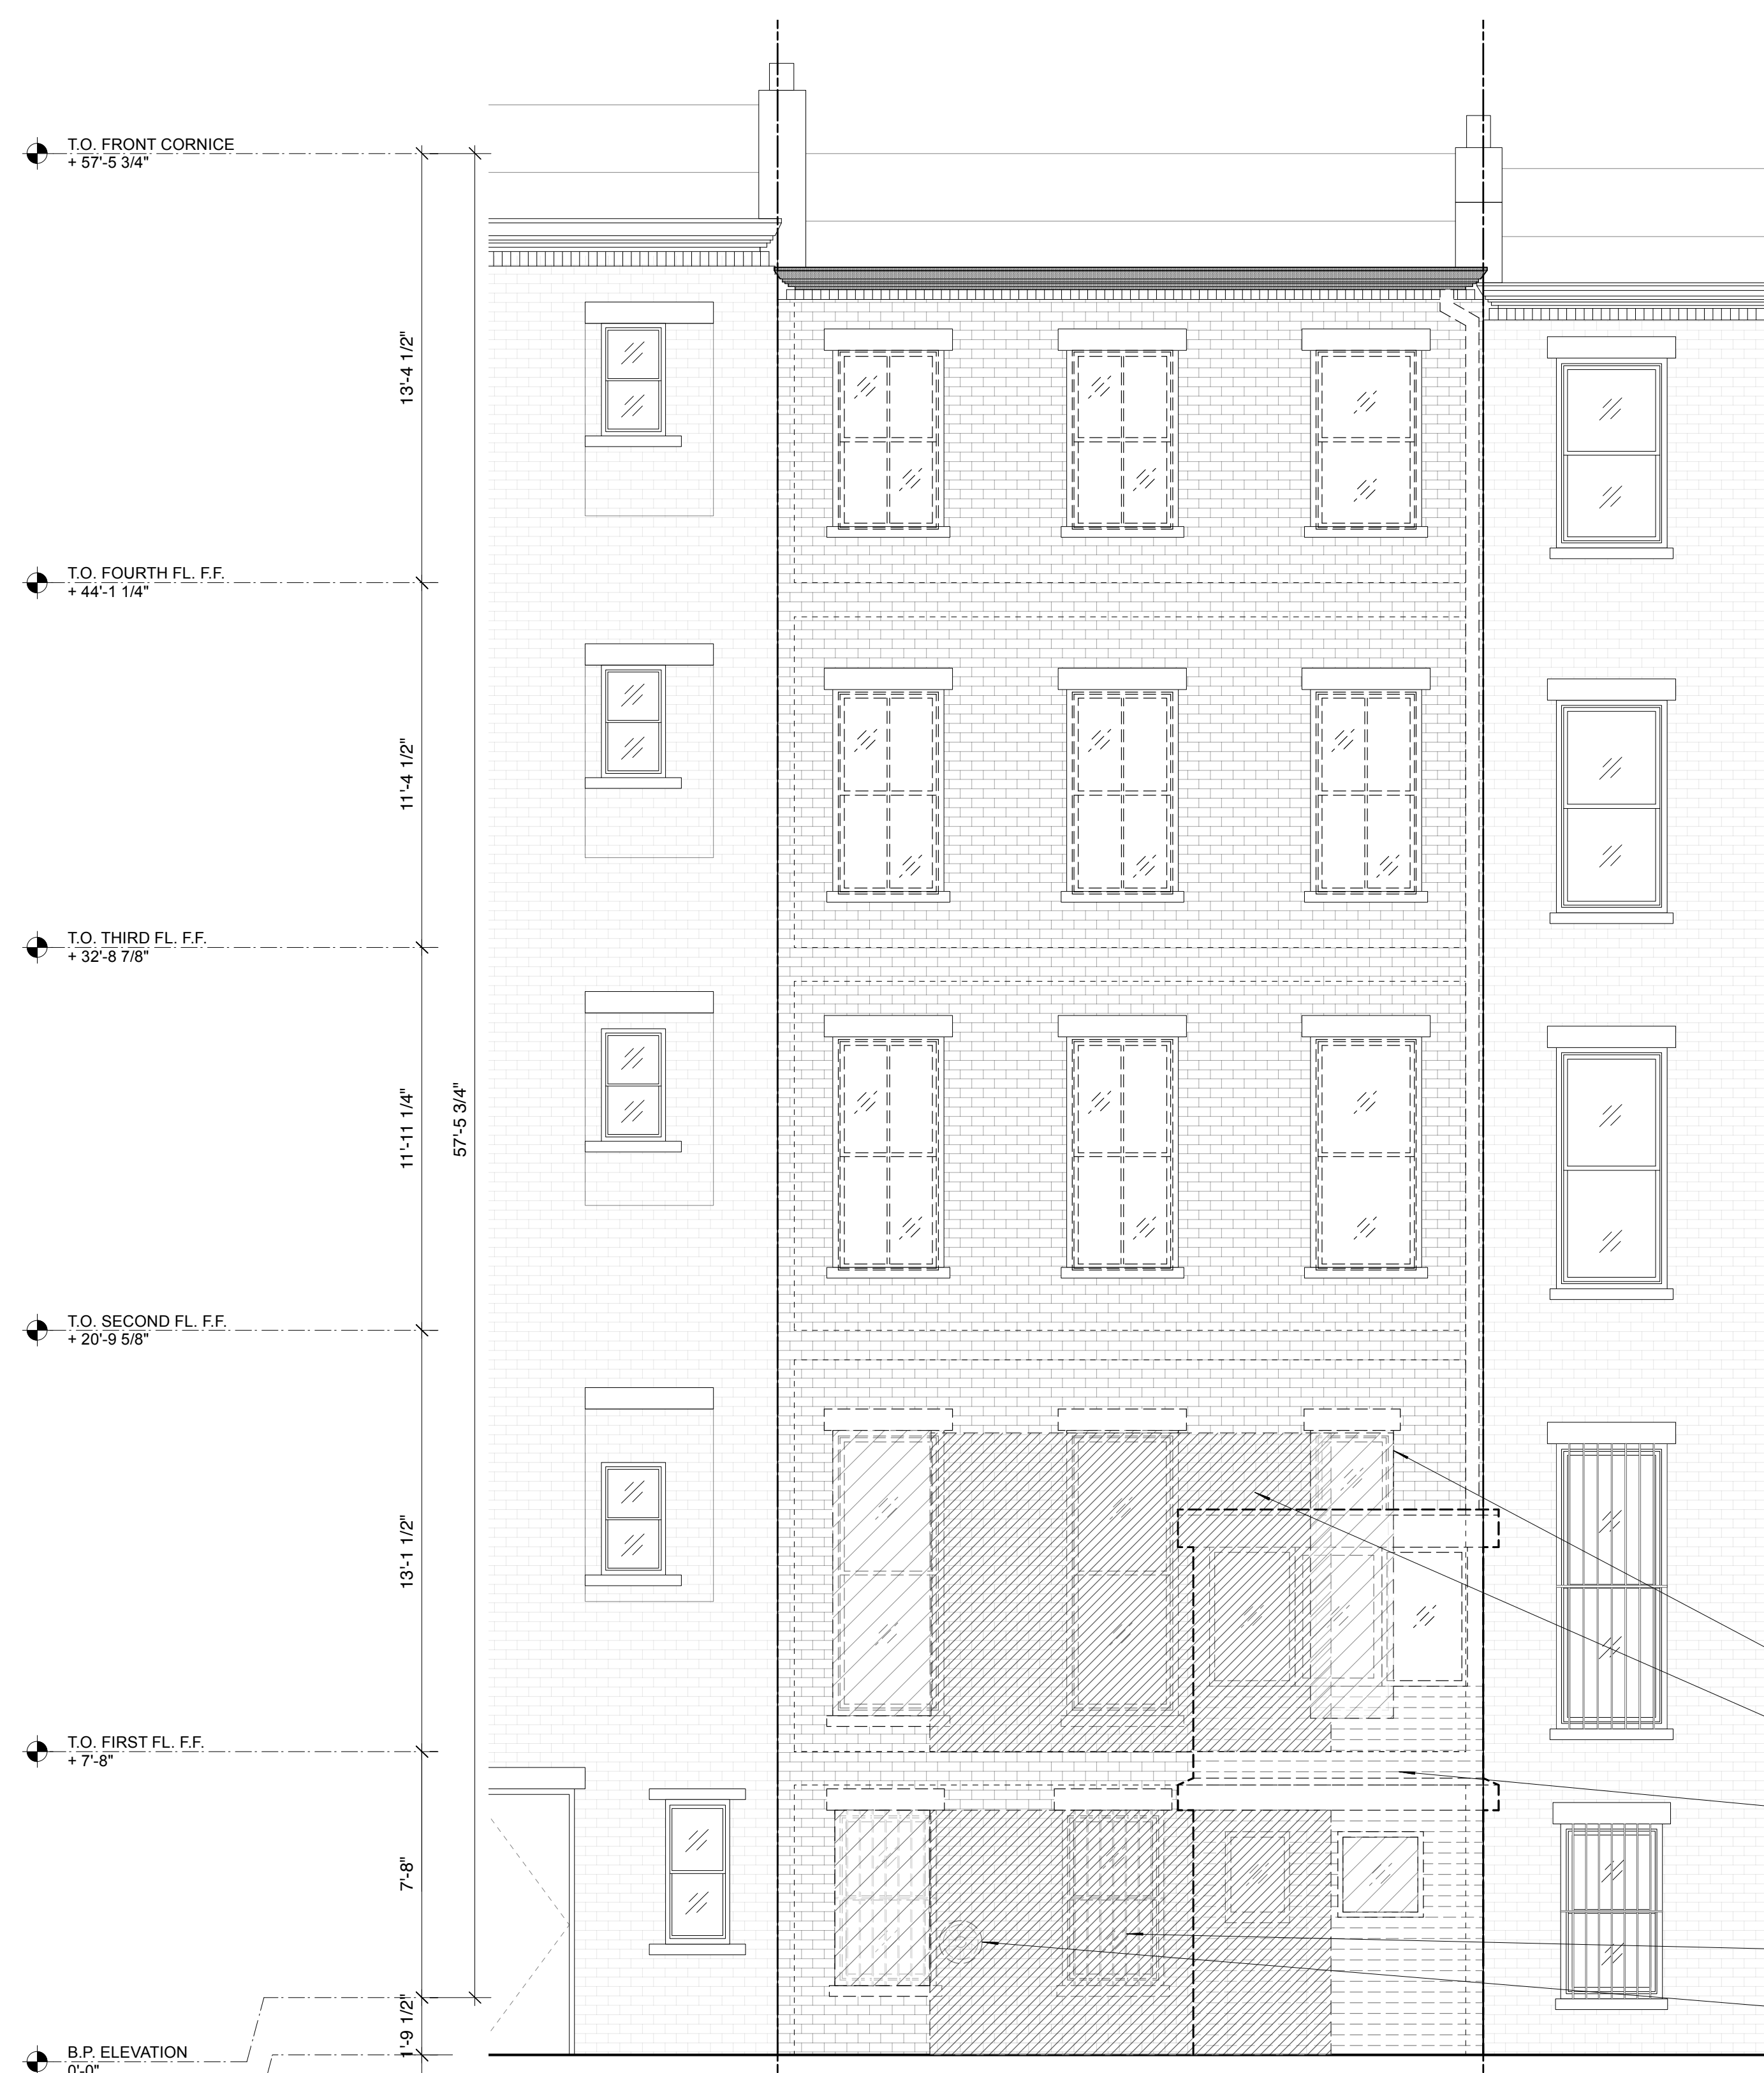 T.O. FRONT CORNICE
+ 57'-5 3/4"
13'-4 1/2"
T.O. FOURTH FL. F.F.
+ 44'-1 1/4"
11'-4 1/2"
T.O. THIRD FL. F.F.
+ 32'-8 7/8"
11'-11 1/4"
57'-5 3/4"
T.O. SECOND FL. F.F.
+ 20'-9 5/8"
13'-1 1/2"
T.O. FIRST FL. F.F.
+ 7'-8"
7'-8"
1'-9 1/2"
B.P. ELEVATION
0'-0"